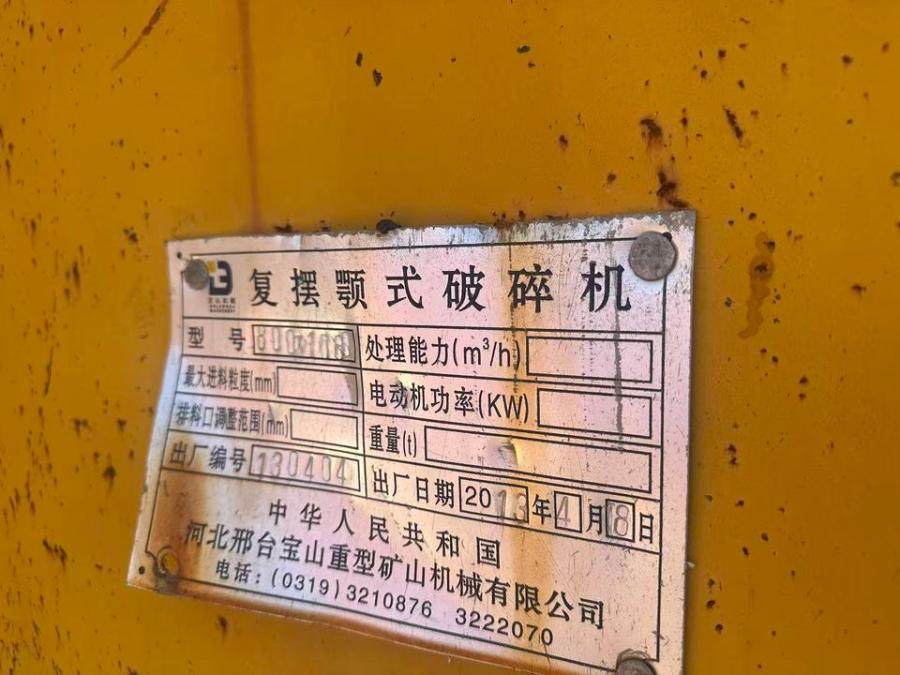 复摆颚式破碎机
型号 处理能力(m³/h)
最大进料粒度(mm) 电动机功率(KW)
排料口调整范围(mm) 重量(t)
出厂编号 130404 出厂日期 2013年4月18日
中华人民共和国
河北邢台宝山重型矿山机械有限公司
电话：(0319)3210876 3222070